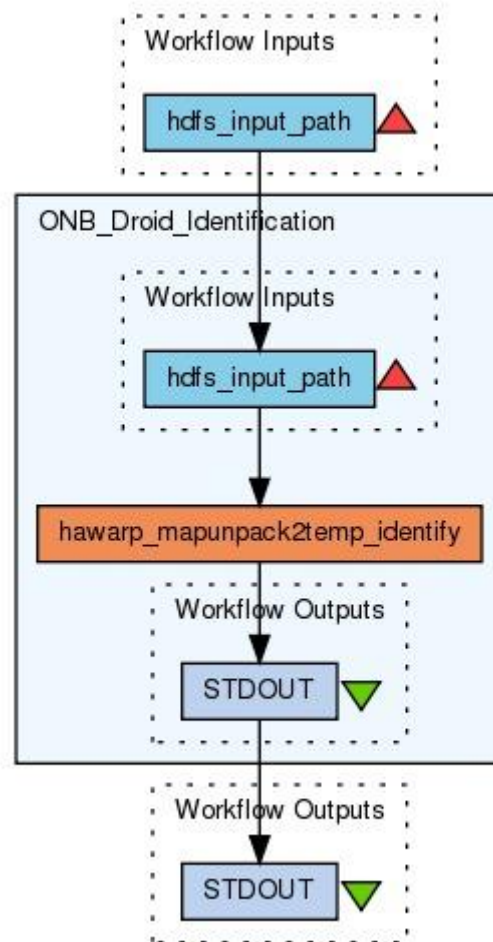 Workflow Inputs
hdfs_input_path
ONB_Droid_Identification
Workflow Inputs
hdfs_input_path
hawarp_mapunpack2temp_identify
Workflow Outputs
STDOUT
Workflow Outputs
STDOUT